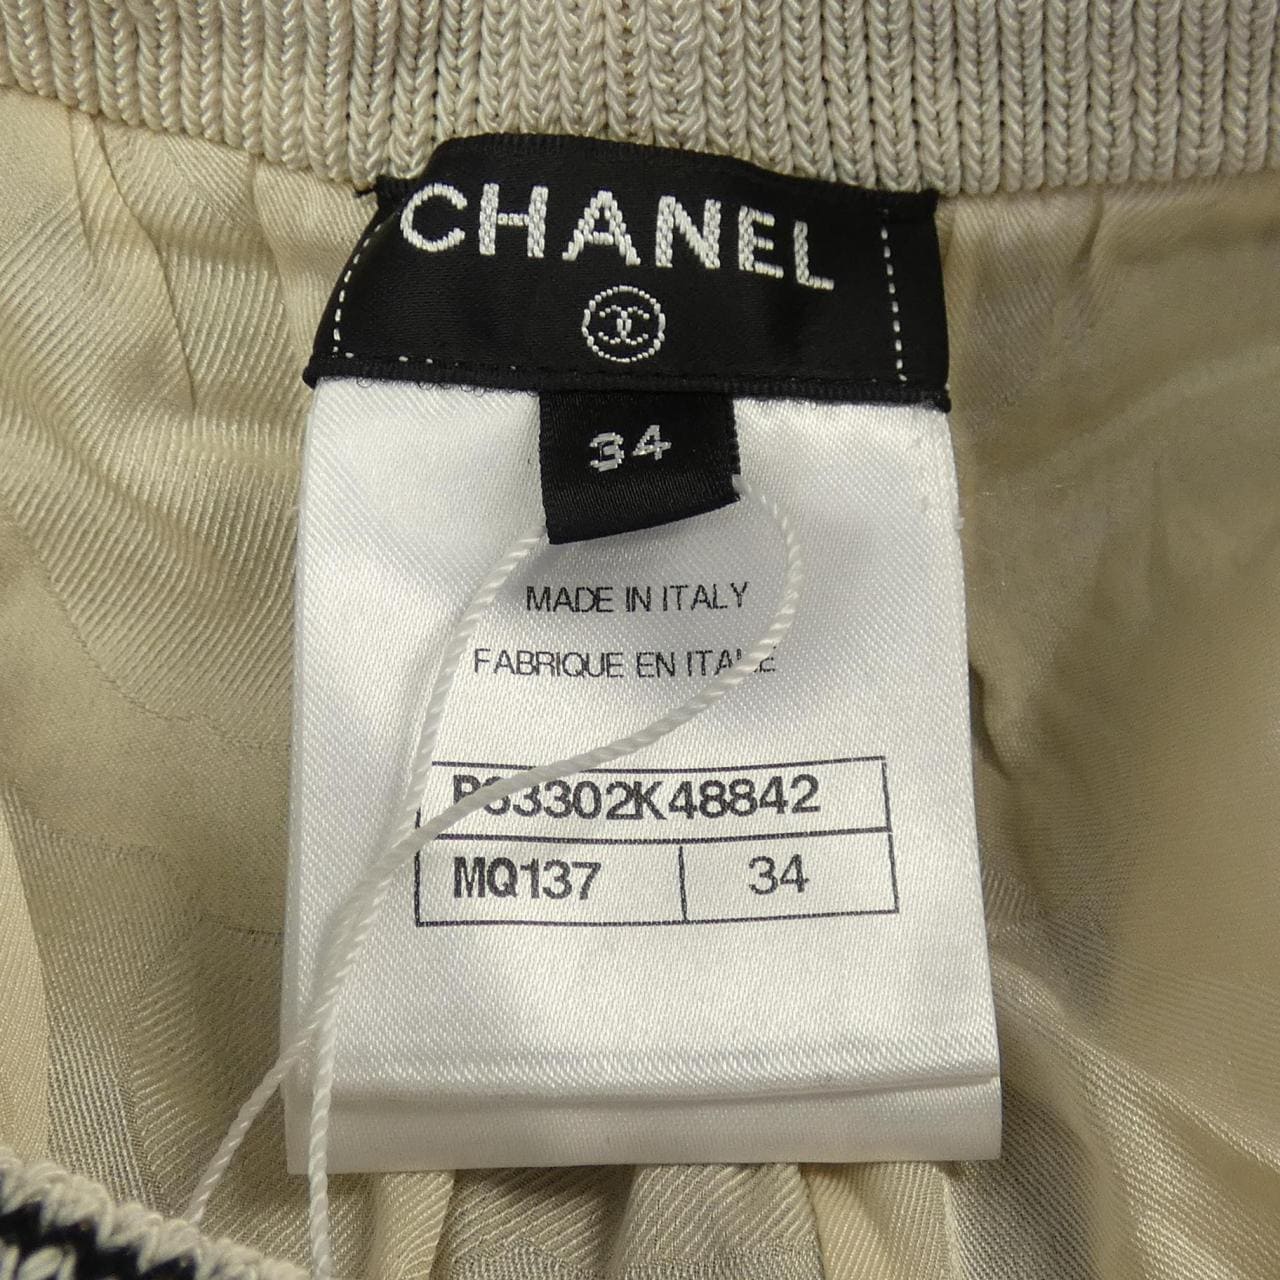 CHANEL
34
MADE IN ITALY
FABRIQUE EN ITALIE
MQ137 34